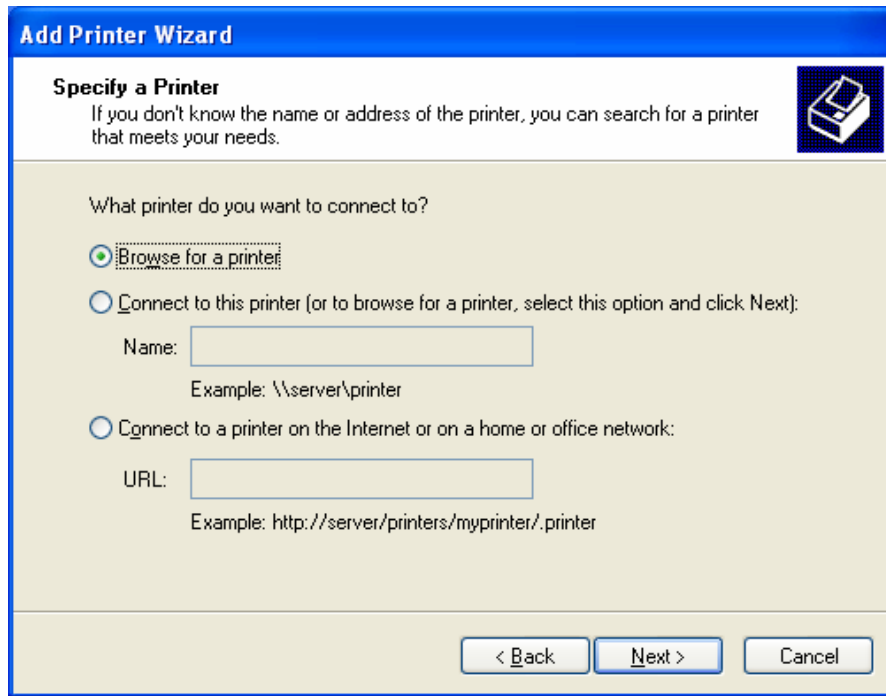 Add Printer Wizard
Specify a Printer
If you don't know the name or address of the printer, you can search for a printer
that meets your needs.
What printer do you want to connect to?
Browse for a printer
Connect to this printer (or to browse for a printer, select this option and click Next):
Name:
Example: \\server\printer
Connect to a printer on the Internet or on a home or office network:
URL:
Example: http://server/printers/myprinter/.printer
< Back Next > Cancel